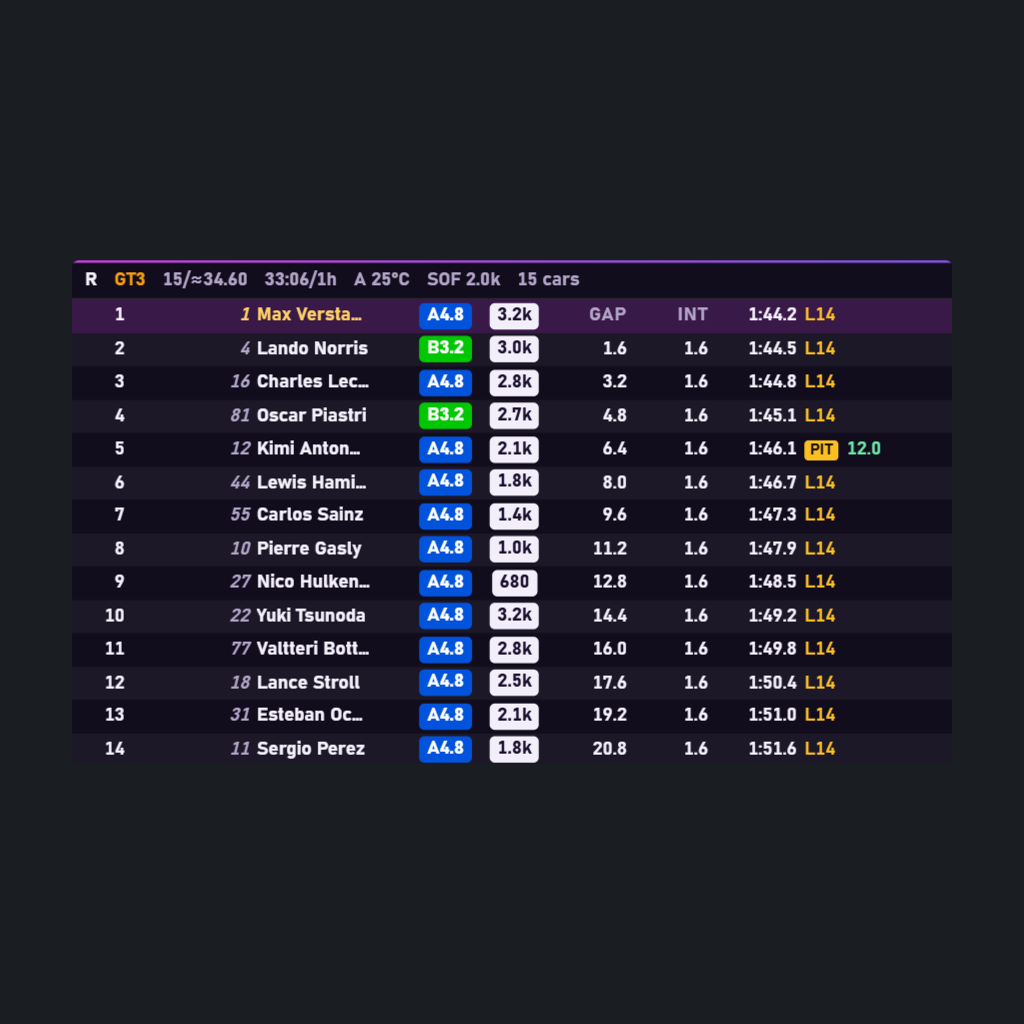 R GT3 15/≈34.60 33:06/1h A 25°C SOF 2.0k 15 cars
1 1 Max Versta… A4.8 3.2k GAP INT 1:44.2 L14
2 4 Lando Norris B3.2 3.0k 1.6 1.6 1:44.5 L14
3 16 Charles Lec… A4.8 2.8k 3.2 1.6 1:44.8 L14
4 81 Oscar Piastri B3.2 2.7k 4.8 1.6 1:45.1 L14
5 12 Kimi Anton… A4.8 2.1k 6.4 1.6 1:46.1 PIT 12.0
6 44 Lewis Hami… A4.8 1.8k 8.0 1.6 1:46.7 L14
7 55 Carlos Sainz A4.8 1.4k 9.6 1.6 1:47.3 L14
8 10 Pierre Gasly A4.8 1.0k 11.2 1.6 1:47.9 L14
9 27 Nico Hulken… A4.8 680 12.8 1.6 1:48.5 L14
10 22 Yuki Tsunoda A4.8 3.2k 14.4 1.6 1:49.2 L14
11 77 Valtteri Bott… A4.8 2.8k 16.0 1.6 1:49.8 L14
12 18 Lance Stroll A4.8 2.5k 17.6 1.6 1:50.4 L14
13 31 Esteban Oc… A4.8 2.1k 19.2 1.6 1:51.0 L14
14 11 Sergio Perez A4.8 1.8k 20.8 1.6 1:51.6 L14